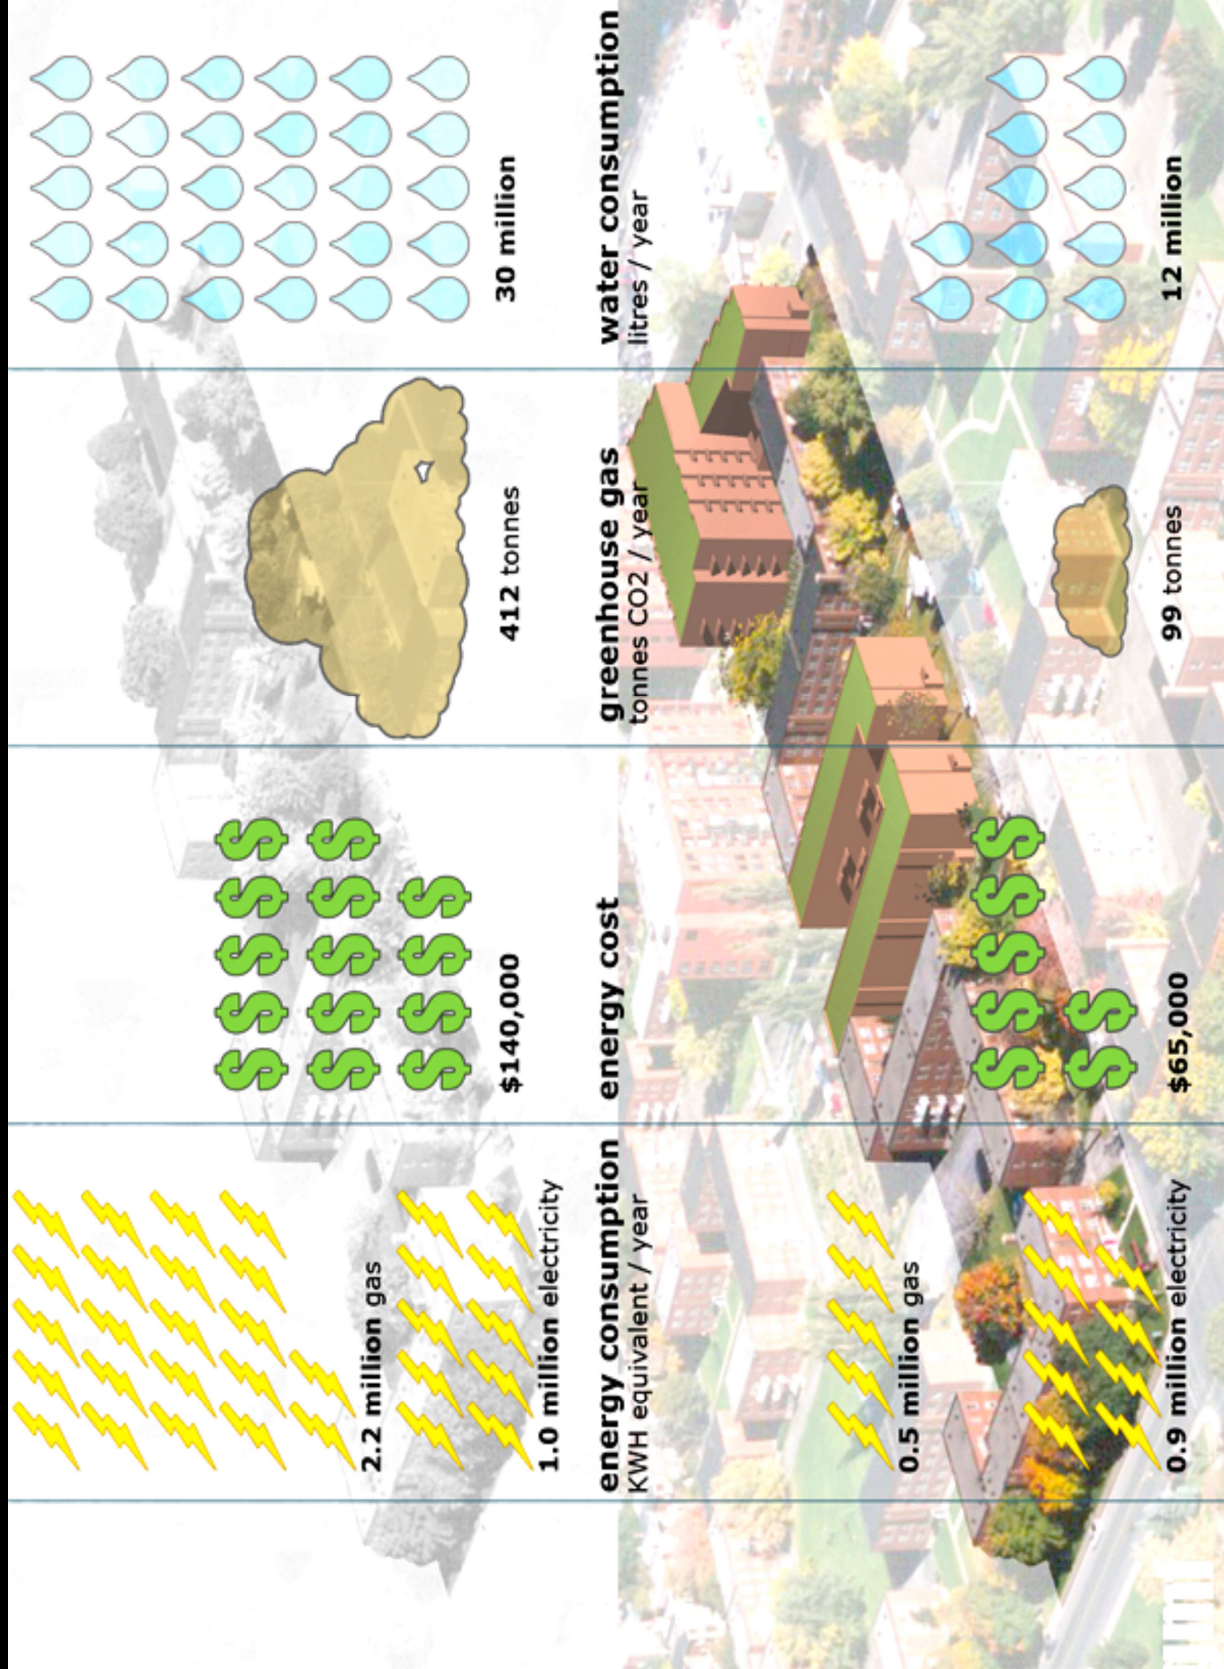 2.2 million gas
1.0 million electricity
$140,000
412 tonnes
30 million
energy consumption
KWH equivalent / year
energy cost
greenhouse gas
tonnes CO2 / year
water consumption
litres / year
0.5 million gas
0.9 million electricity
$65,000
99 tonnes
12 million